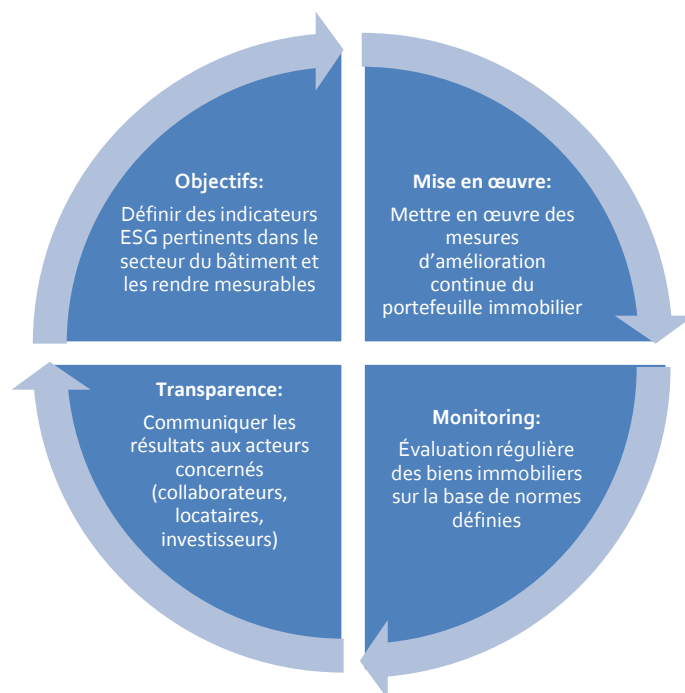 Objectifs:
Définir des indicateurs
ESG pertinents dans le
secteur du bâtiment et
les rendre mesurables
Mise en œuvre:
Mettre en œuvre des
mesures
d’amélioration
continue du
portefeuille immobilier
Transparence:
Communiquer les
résultats aux acteurs
concernés
(collaborateurs,
locataires,
investisseurs)
Monitoring:
Évaluation régulière
des biens immobiliers
sur la base de normes
définies